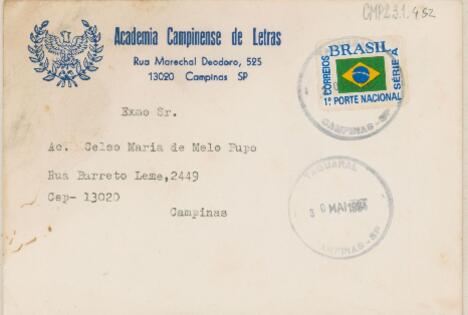 CMP2.3.1.452
Academia Campinense de Letras
Rua Marechal Deodoro, 525
13020 Campinas SP
BRASIL
CORREIOS
SÉRIE A
1º PORTE NACIONAL
CAMPINAS-SP
Exmo Sr.
Ac. Celso Maria de Melo Pupo
Rua Barreto Leme,2449
Cep- 13020
Campinas
TAQUARAL
3 0 MAI
CAMPINAS-SP